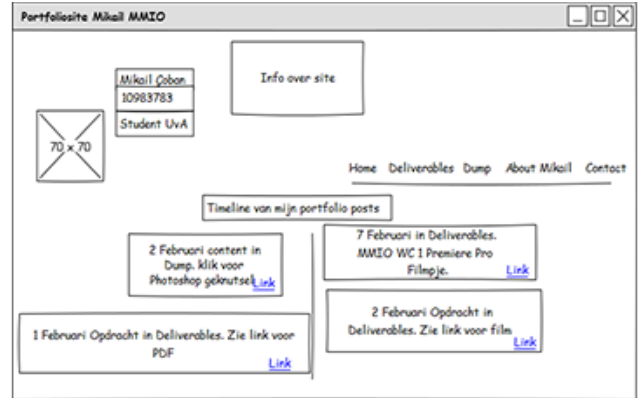 Portfoliosite Mikail MMIO
Mikail Çoban
10983783
Student UvA
70 x 70
Info over site
Home Deliverables Dump About Mikail Contact
Timeline van mijn portfolio posts
2 Februari content in
Dump. klik voor
Photoshop geknutsel
Link
7 Februari in Deliverables.
MMIO WC 1 Premiere Pro
Filmpje.
Link
1 Februari Opdracht in Deliverables. Zie link voor
PDF
Link
2 Februari Opdracht in
Deliverables. Zie link voor film
Link